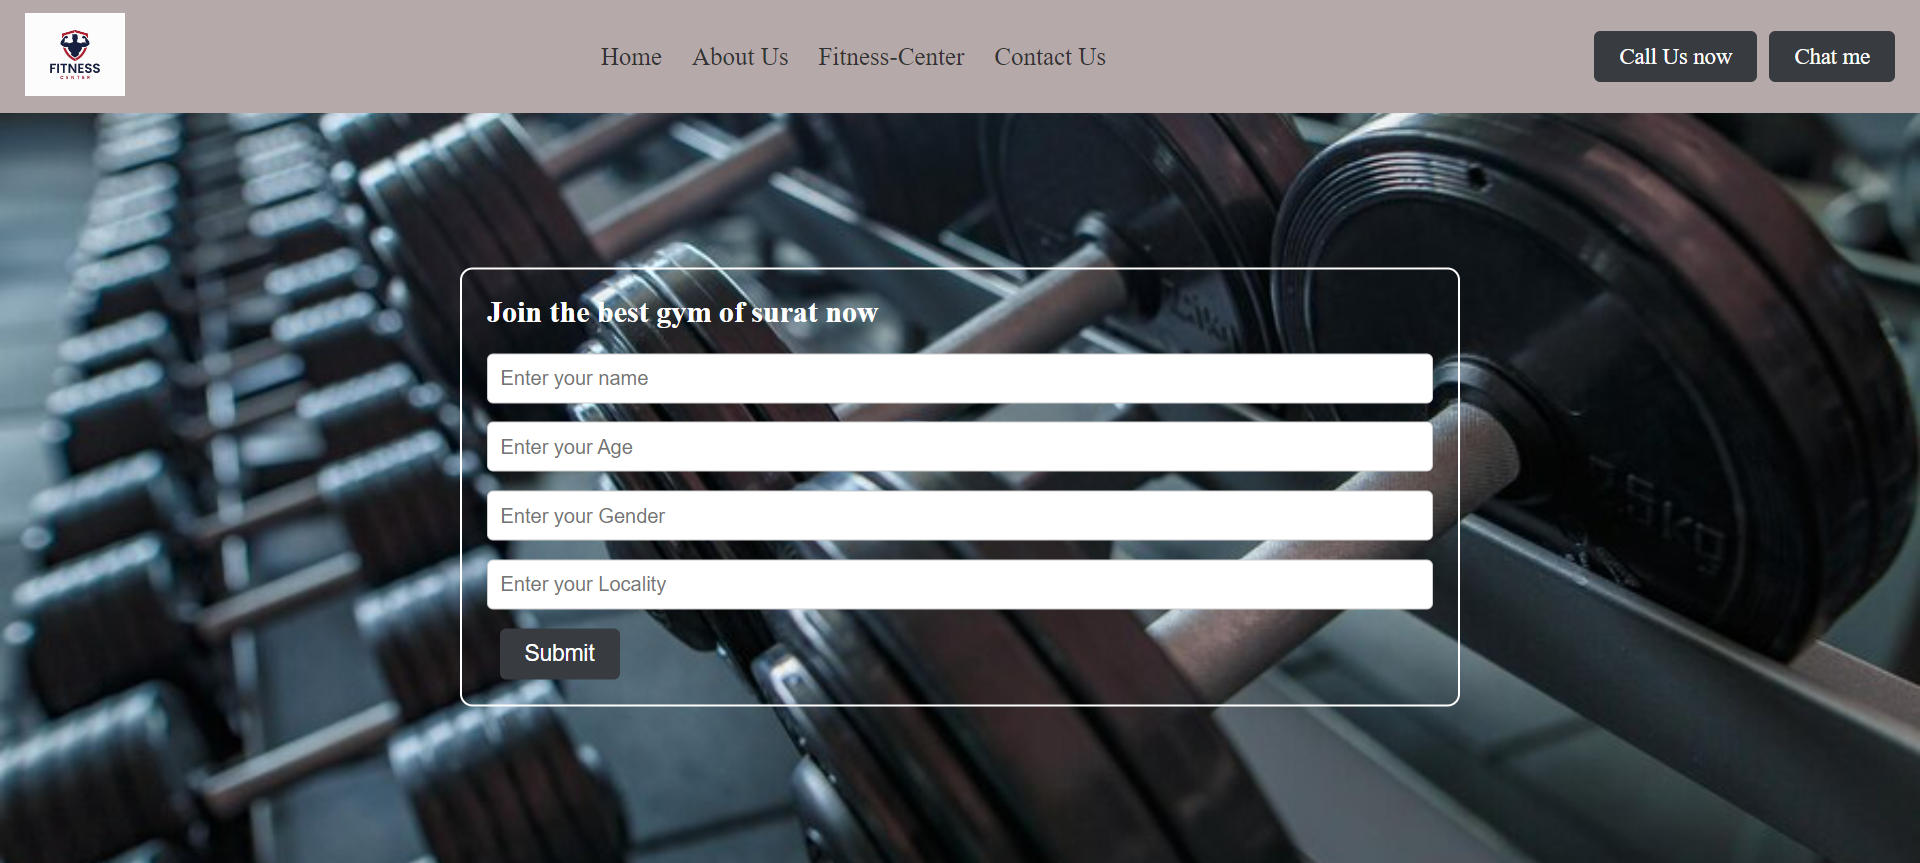 FITNESS
CENTER
Home About Us Fitness-Center Contact Us
Call Us now Chat me
Join the best gym of surat now
Enter your name
Enter your Age
Enter your Gender
Enter your Locality
Submit
7.5kg